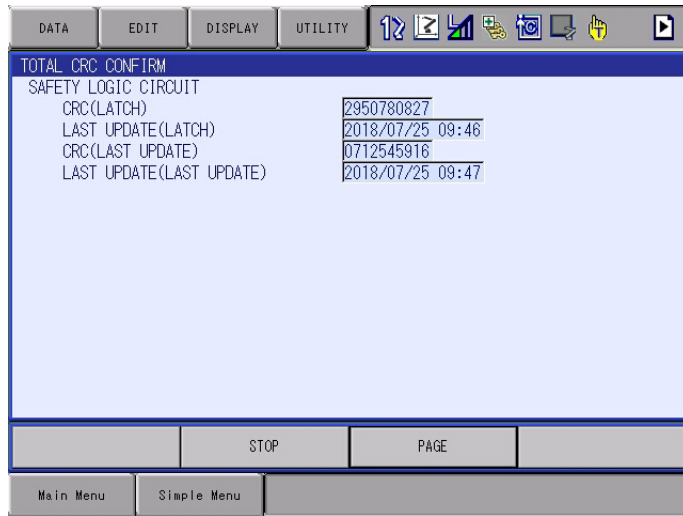 DATA EDIT DISPLAY UTILITY
TOTAL CRC CONFIRM
SAFETY LOGIC CIRCUIT
CRC(LATCH) 2950780827
LAST UPDATE(LATCH) 2018/07/25 09:46
CRC(LAST UPDATE) 0712545916
LAST UPDATE(LAST UPDATE) 2018/07/25 09:47
STOP PAGE
Main Menu Simple Menu